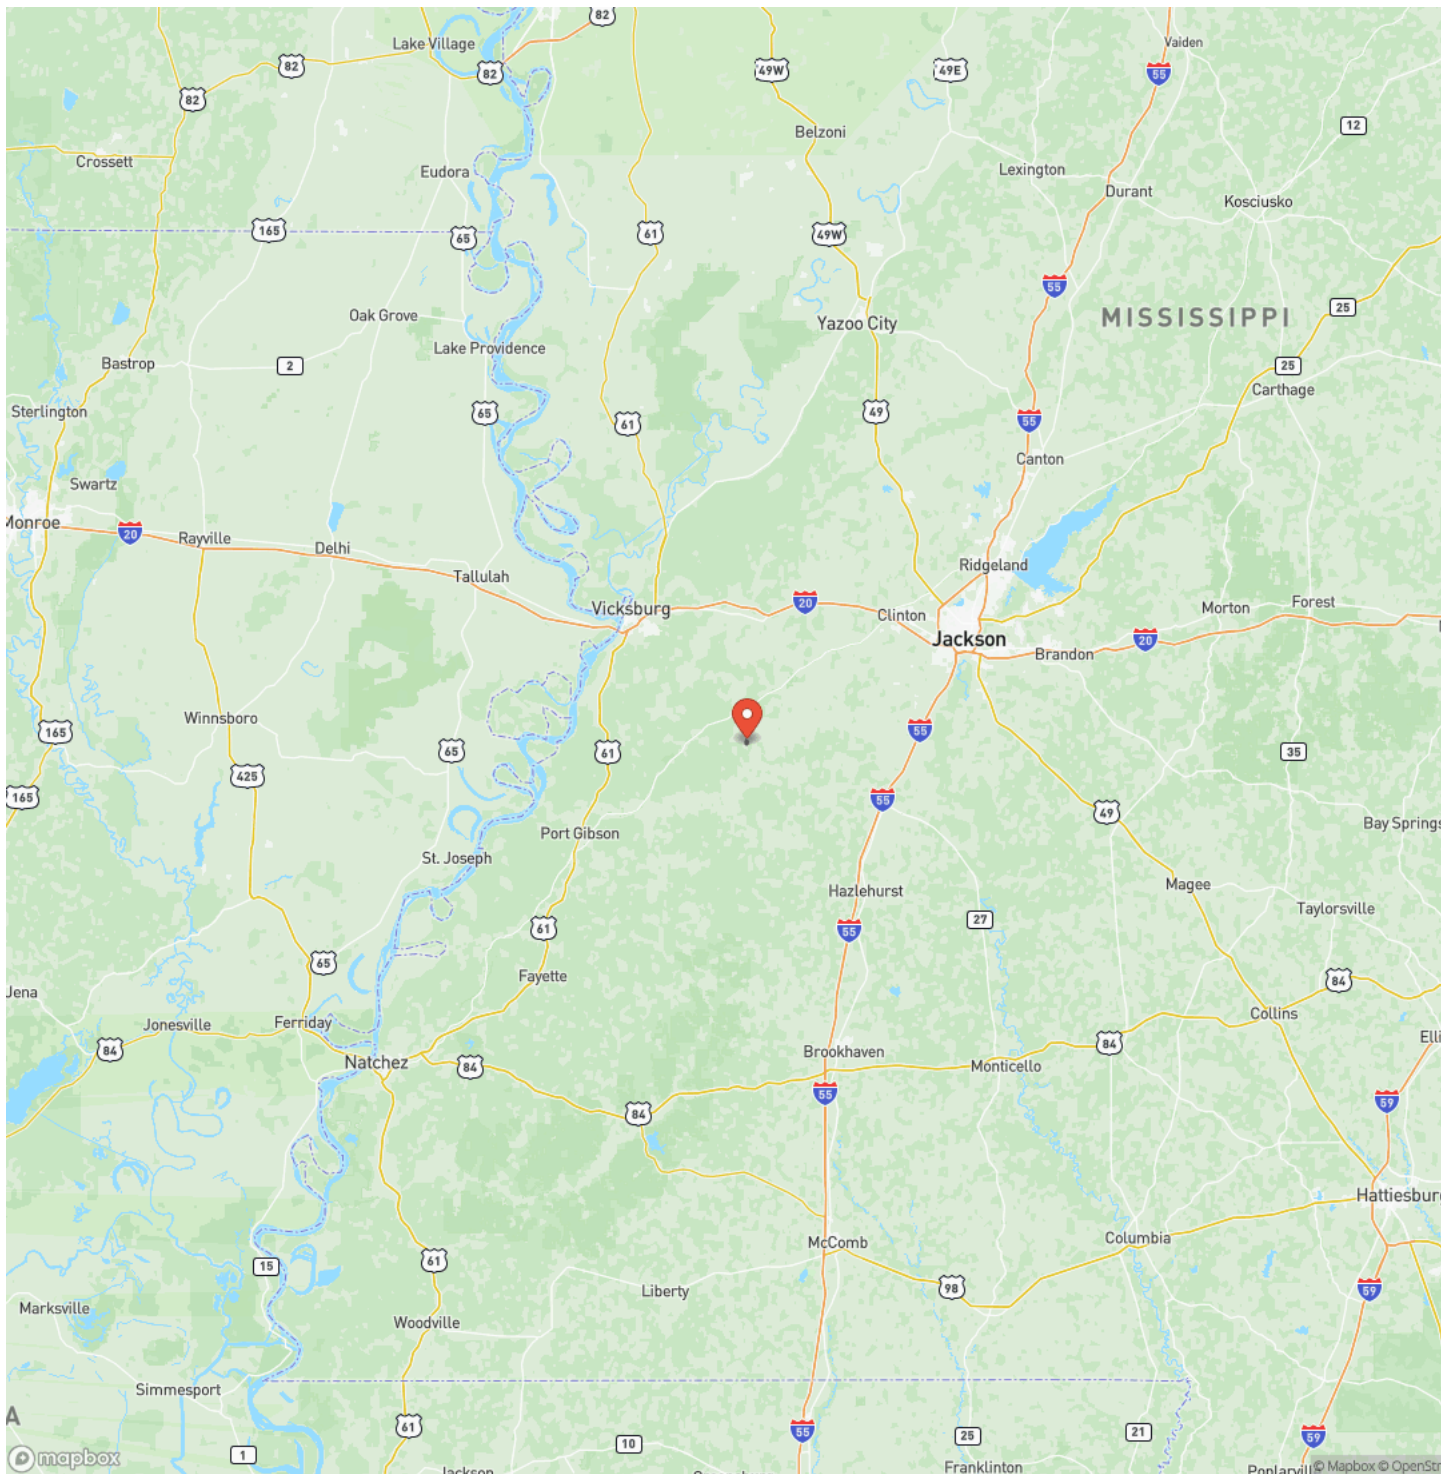 82
Lake Village
82
82
49W
49E
55
Vaiden
82
Crossett
Belzoni
12
Eudora
Lexington
Durant
Kosciusko
165
65
61
49W
55
MISSISSIPPI
25
Oak Grove
Yazoo City
Lake Providence
Bastrop
2
25
Carthage
Sterlington
65
61
49
55
Canton
Swartz
Monroe
20
Rayville
Delhi
Tallulah
Ridgeland
Vicksburg
20
Clinton
Morton
Forest
Jackson
20
Brandon
Winnsboro
165
65
61
55
35
425
165
55
49
Port Gibson
Bay Springs
St. Joseph
Hazlehurst
Magee
Taylorsville
27
61
55
65
Fayette
84
Jena
Jonesville
Ferriday
Collins
84
Natchez
84
Brookhaven
84
Monticello
Elli
55
84
59
Hattiesburg
McComb
Columbia
15
61
Liberty
98
59
Marksville
Woodville
Simmesport
A
61
55
21
59
1
10
25
mapbox
Jackson
Franklinton
Poplarvill
© Mapbox © OpenStr